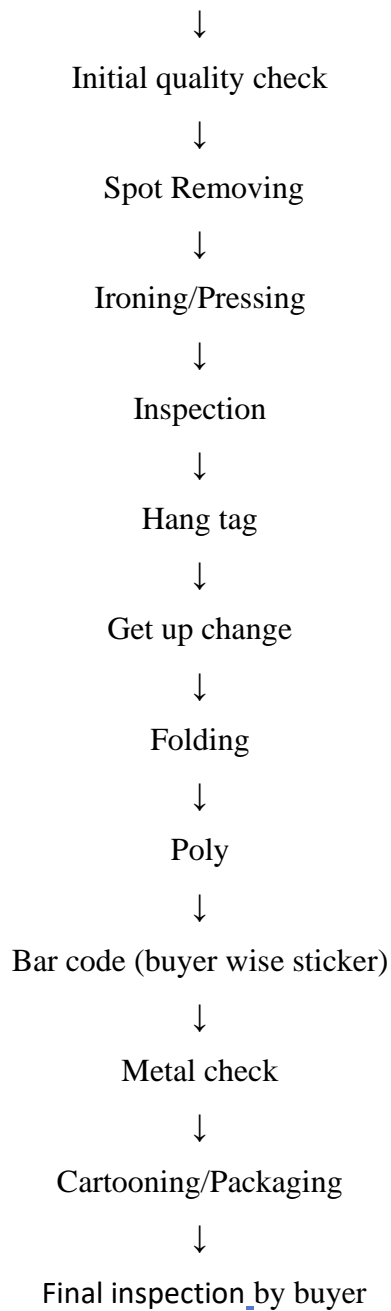 ↓
Initial quality check
↓
Spot Removing
↓
Ironing/Pressing
↓
Inspection
↓
Hang tag
↓
Get up change
↓
Folding
↓
Poly
↓
Bar code (buyer wise sticker)
↓
Metal check
↓
Cartooning/Packaging
↓
Final inspection by buyer